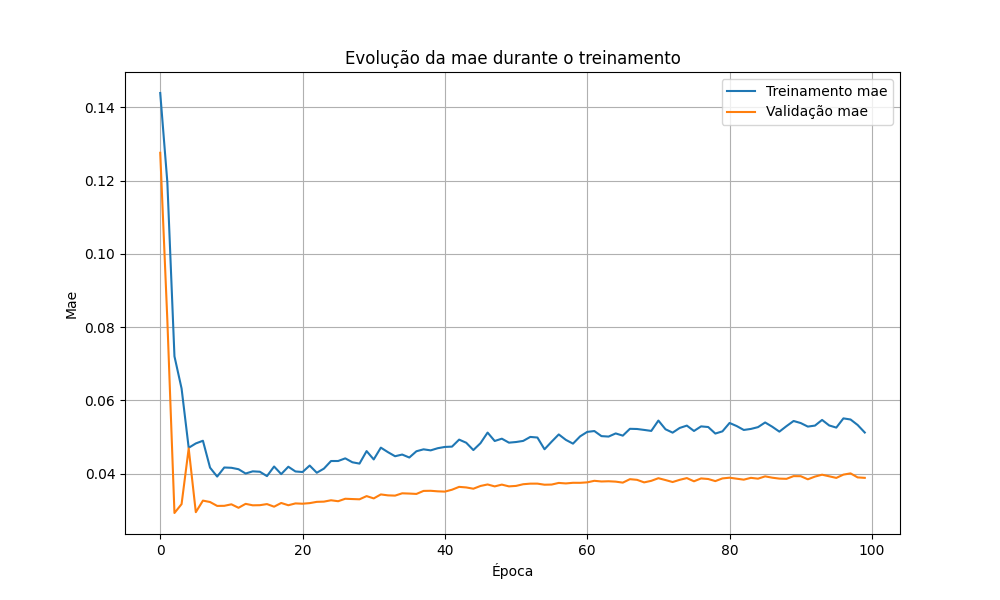 Evolução da mae durante o treinamento
Treinamento mae
Validação mae
Mae
0.14
0.12
0.10
0.08
0.06
0.04
0
20
40
60
80
100
Época